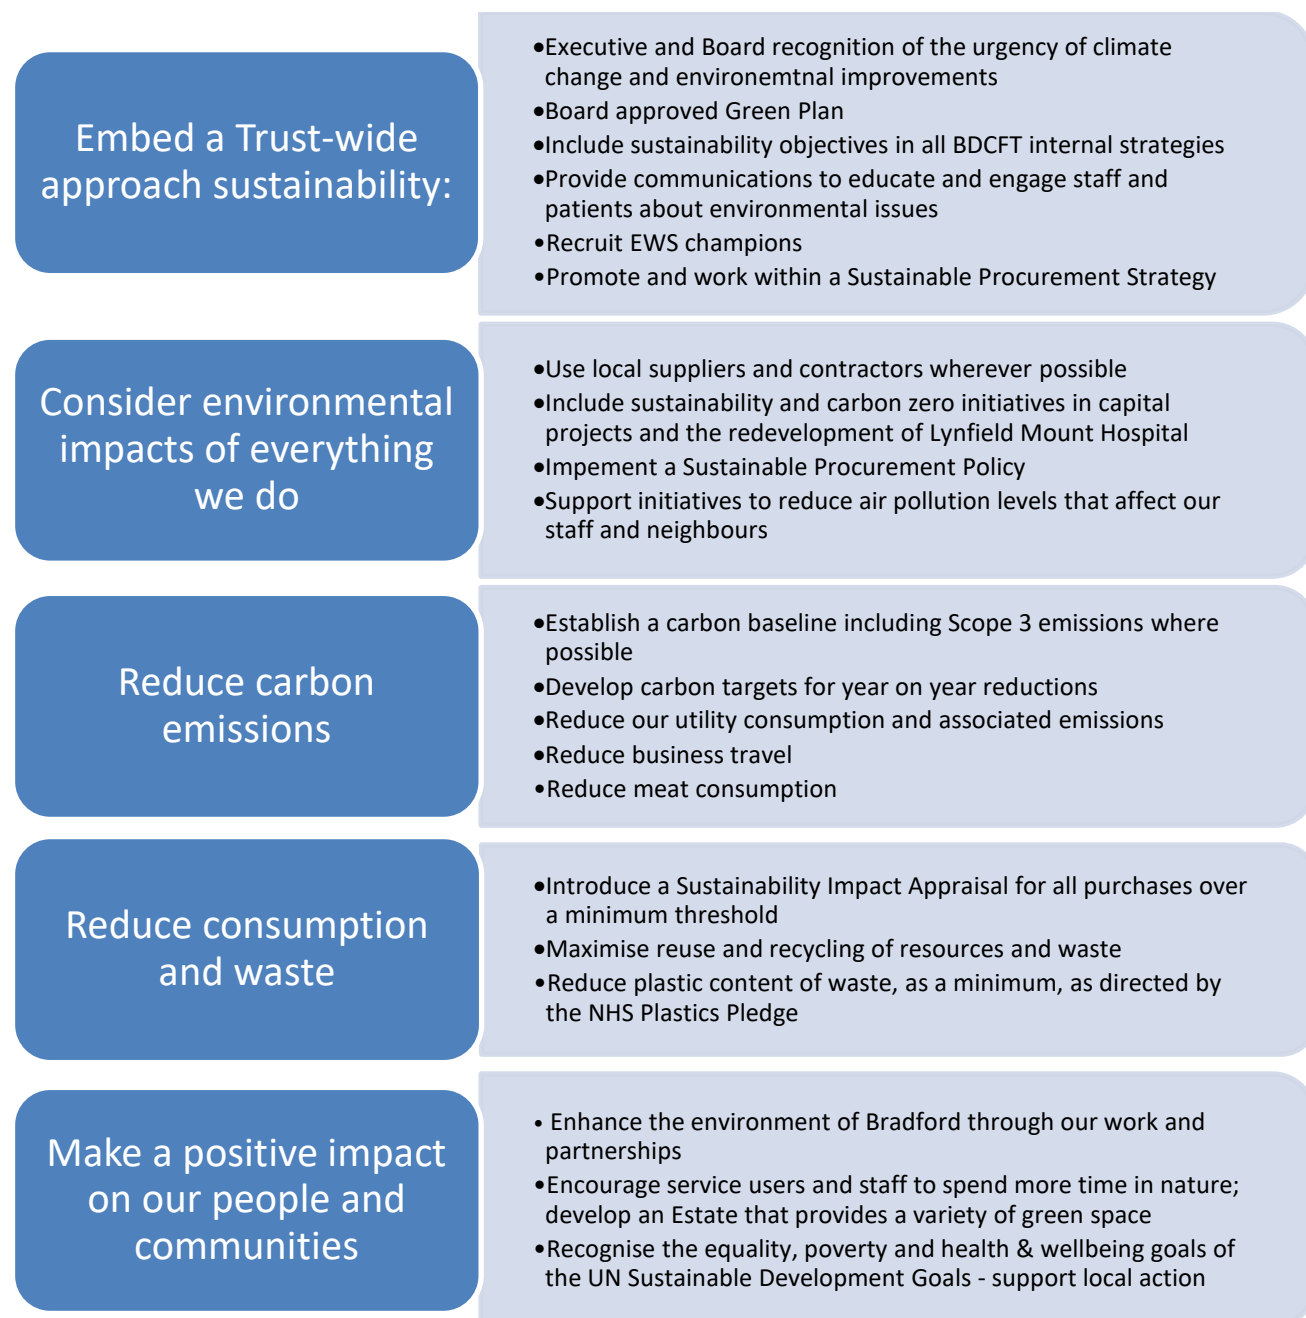 Embed a Trust-wide
approach sustainability:
•Executive and Board recognition of the urgency of climate
change and environemtnal improvements
•Board approved Green Plan
•Include sustainability objectives in all BDCFT internal strategies
•Provide communications to educate and engage staff and
patients about environmental issues
•Recruit EWS champions
•Promote and work within a Sustainable Procurement Strategy
Consider environmental
impacts of everything
we do
•Use local suppliers and contractors wherever possible
•Include sustainability and carbon zero initiatives in capital
projects and the redevelopment of Lynfield Mount Hospital
•Impement a Sustainable Procurement Policy
•Support initiatives to reduce air pollution levels that affect our
staff and neighbours
Reduce carbon
emissions
•Establish a carbon baseline including Scope 3 emissions where
possible
•Develop carbon targets for year on year reductions
•Reduce our utility consumption and associated emissions
•Reduce business travel
•Reduce meat consumption
Reduce consumption
and waste
•Introduce a Sustainability Impact Appraisal for all purchases over
a minimum threshold
•Maximise reuse and recycling of resources and waste
•Reduce plastic content of waste, as a minimum, as directed by
the NHS Plastics Pledge
Make a positive impact
on our people and
communities
• Enhance the environment of Bradford through our work and
partnerships
•Encourage service users and staff to spend more time in nature;
develop an Estate that provides a variety of green space
•Recognise the equality, poverty and health & wellbeing goals of
the UN Sustainable Development Goals - support local action